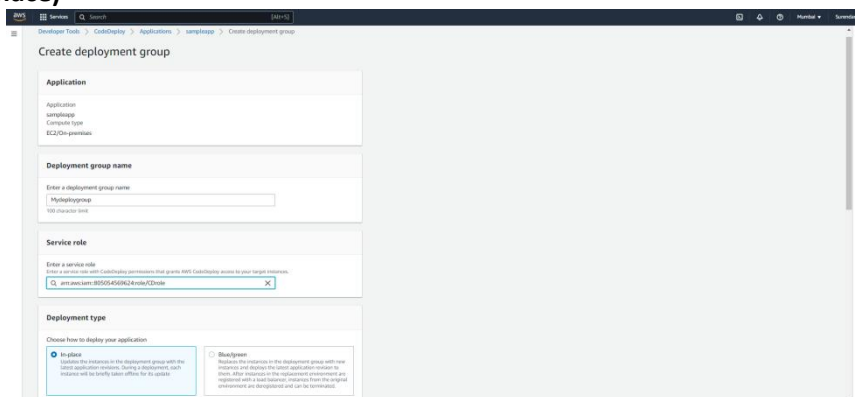 aws Services Search [Alt+S] Mumbai
Developer Tools > CodeDeploy > Applications > sampleapp > Create deployment group
Create deployment group
Application
Application
sampleapp
Compute type
EC2/On-premises
Deployment group name
Enter a deployment group name
Mydeploygroup
100 character limit
Service role
Enter a service role
Enter a service role with CodeDeploy permissions that grants AWS CodeDeploy access to your target instances.
arn:aws:iam::805054569624:role/CDrole
Deployment type
Choose how to deploy your application
In-place
Updates the instances in the deployment group with the
latest application revisions. During a deployment, each
instance will be briefly taken offline for its update
Blue/green
Replaces the instances in the deployment group with new
instances and deploys the latest application revision to
them. After instances in the replacement environment are
registered with a load balancer, instances from the original
environment are deregistered and can be terminated.